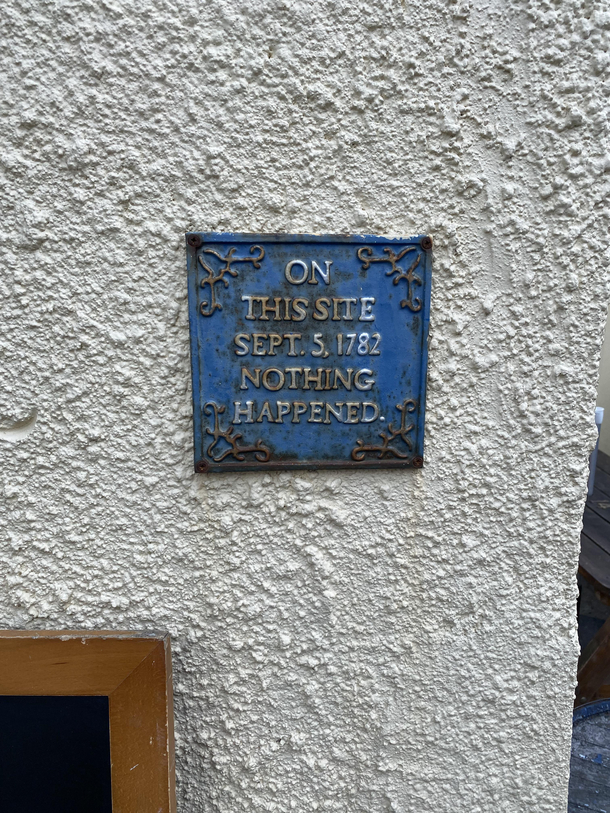 ON
THIS SITE
SEPT. 5, 1782
NOTHING
HAPPENED.